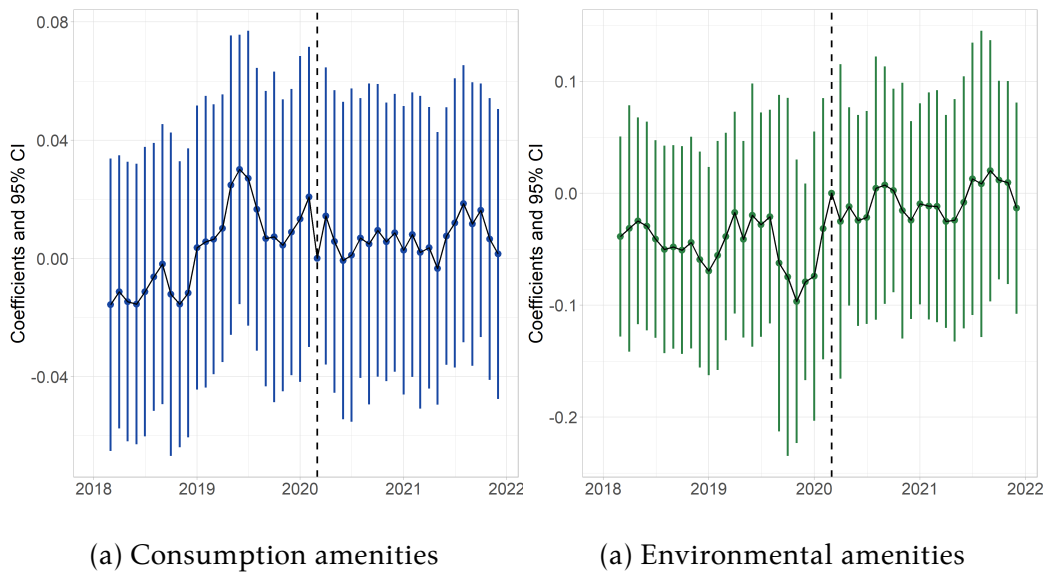 0.08
0.04
0.00
-0.04
Coefficients and 95% CI
2018 2019 2020 2021 2022
(a) Consumption amenities
0.1
0.0
-0.1
-0.2
Coefficients and 95% CI
2018 2019 2020 2021 2022
(a) Environmental amenities